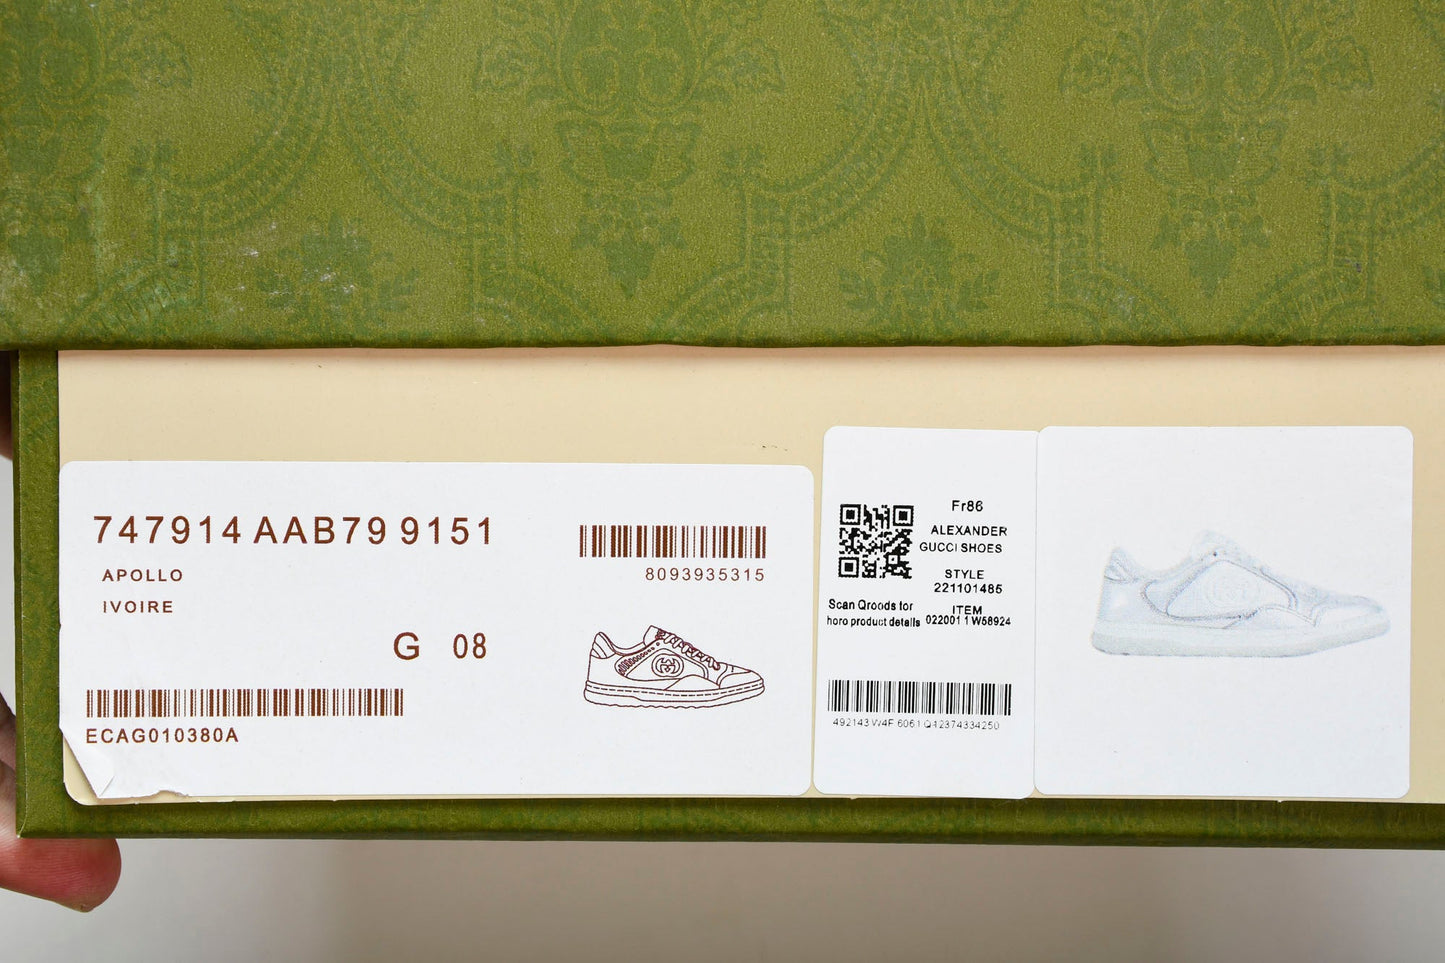 747914 AAB79 9151
APOLLO
IVOIRE
8093935315
G 08
ECAG010380A
Fr86
ALEXANDER
GUCCI SHOES
STYLE
221101485
Scan Qroods for
horo product details
ITEM
022001 1 W58924
492143 W4F 6061 Q12374334250